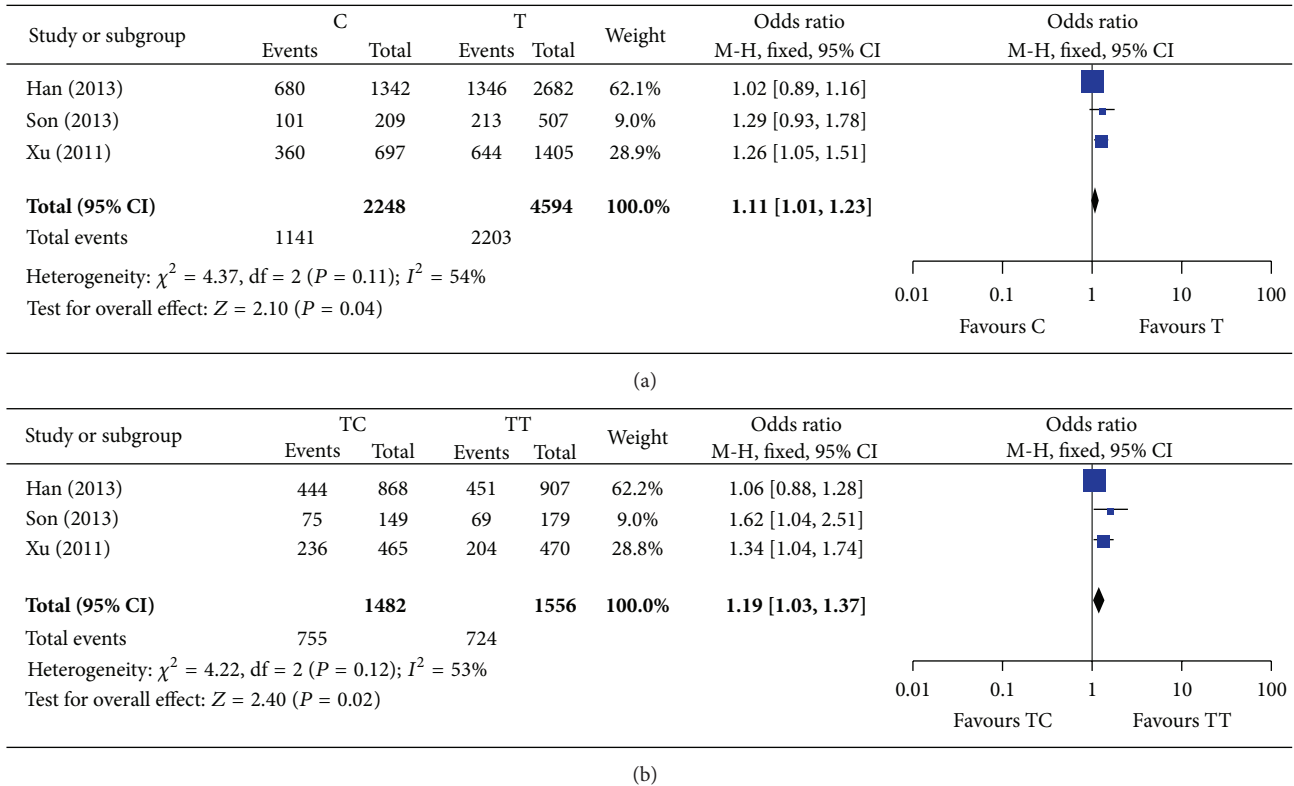 Study or subgroup C T Weight Odds ratio Odds ratio
Events Total Events Total M-H, fixed, 95% CI M-H, fixed, 95% CI
Han (2013) 680 1342 1346 2682 62.1% 1.02 [0.89, 1.16]
Son (2013) 101 209 213 507 9.0% 1.29 [0.93, 1.78]
Xu (2011) 360 697 644 1405 28.9% 1.26 [1.05, 1.51]
Total (95% CI) 2248 4594 100.0% 1.11 [1.01, 1.23]
Total events 1141 2203
Heterogeneity: χ² = 4.37, df = 2 (P = 0.11); I² = 54%
Test for overall effect: Z = 2.10 (P = 0.04)
0.01 0.1 1 10 100
Favours C Favours T
(a)
Study or subgroup TC TT Weight Odds ratio Odds ratio
Events Total Events Total M-H, fixed, 95% CI M-H, fixed, 95% CI
Han (2013) 444 868 451 907 62.2% 1.06 [0.88, 1.28]
Son (2013) 75 149 69 179 9.0% 1.62 [1.04, 2.51]
Xu (2011) 236 465 204 470 28.8% 1.34 [1.04, 1.74]
Total (95% CI) 1482 1556 100.0% 1.19 [1.03, 1.37]
Total events 755 724
Heterogeneity: χ² = 4.22, df = 2 (P = 0.12); I² = 53%
Test for overall effect: Z = 2.40 (P = 0.02)
0.01 0.1 1 10 100
Favours TC Favours TT
(b)